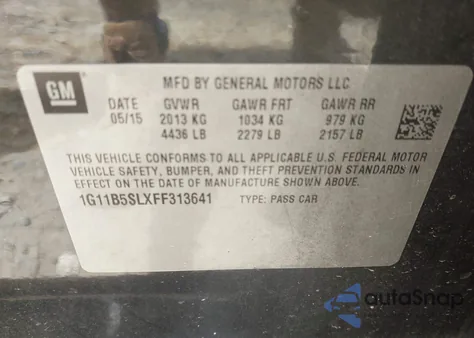 GM
MFD BY GENERAL MOTORS LLC
DATE GVWR GAWR FRT GAWR RR
05/15 2013 KG 1034 KG 979 KG
4436 LB 2279 LB 2157 LB
THIS VEHICLE CONFORMS TO ALL APPLICABLE U.S. FEDERAL MOTOR
VEHICLE SAFETY, BUMPER, AND THEFT PREVENTION STANDARDS IN
EFFECT ON THE DATE OF MANUFACTURE SHOWN ABOVE.
1G11B5SLXFF313641 TYPE: PASS CAR
autoSnap